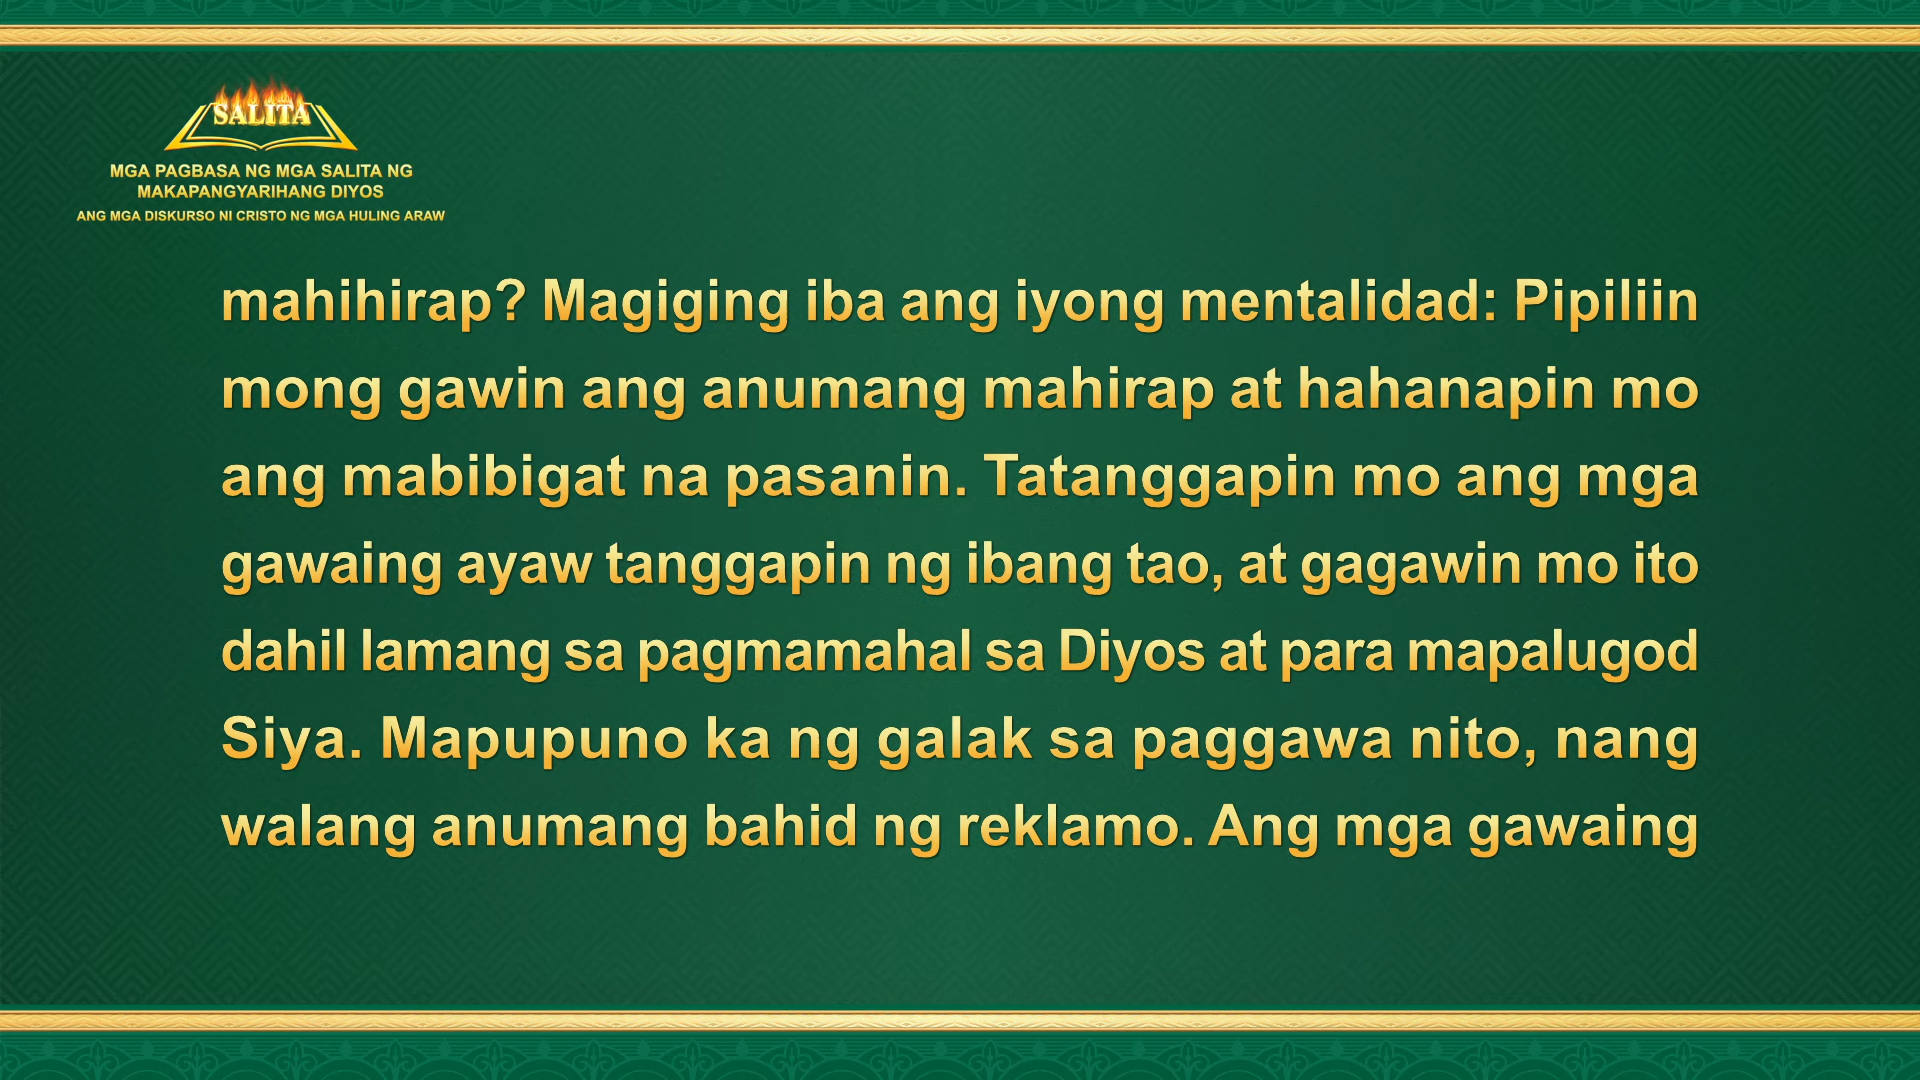 SALITA
MGA PAGBASA NG MGA SALITA NG
MAKAPANGYARIHANG DIYOS
ANG MGA DISKURSO NI CRISTO NG MGA HULING ARAW
mahihirap? Magiging iba ang iyong mentalidad: Pipiliin
mong gawin ang anumang mahirap at hahanapin mo
ang mabibigat na pasanin. Tatanggapin mo ang mga
gawaing ayaw tanggapin ng ibang tao, at gagawin mo ito
dahil lamang sa pagmamahal sa Diyos at para mapalugod
Siya. Mapupuno ka ng galak sa paggawa nito, nang
walang anumang bahid ng reklamo. Ang mga gawaing